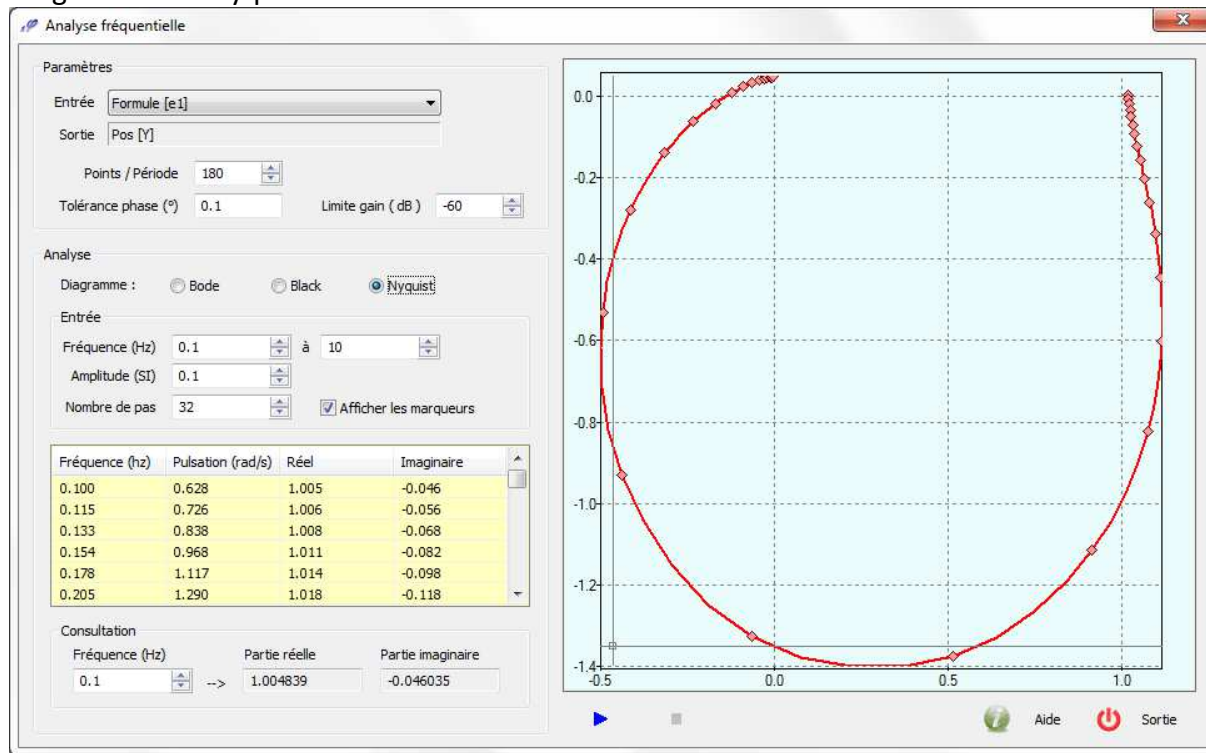 Analyse fréquentielle
Paramètres
Entrée Formule [e1]
Sortie Pos [Y]
Points / Période 180
Tolérance phase (°) 0.1 Limite gain ( dB ) -60
Analyse
Diagramme : Bode Black Nyquist
Entrée
Fréquence (Hz) 0.1 à 10
Amplitude (SI) 0.1
Nombre de pas 32 Afficher les marqueurs
Fréquence (hz) Pulsation (rad/s) Réel Imaginaire
0.100 0.628 1.005 -0.046
0.115 0.726 1.006 -0.056
0.133 0.838 1.008 -0.068
0.154 0.968 1.011 -0.082
0.178 1.117 1.014 -0.098
0.205 1.290 1.018 -0.118
Consultation
Fréquence (Hz) Partie réelle Partie imaginaire
0.1 --> 1.004839 -0.046035
0.0
-0.2
-0.4
-0.6
-0.8
-1.0
-1.2
-1.4
-0.5 0.0 0.5 1.0
Aide Sortie